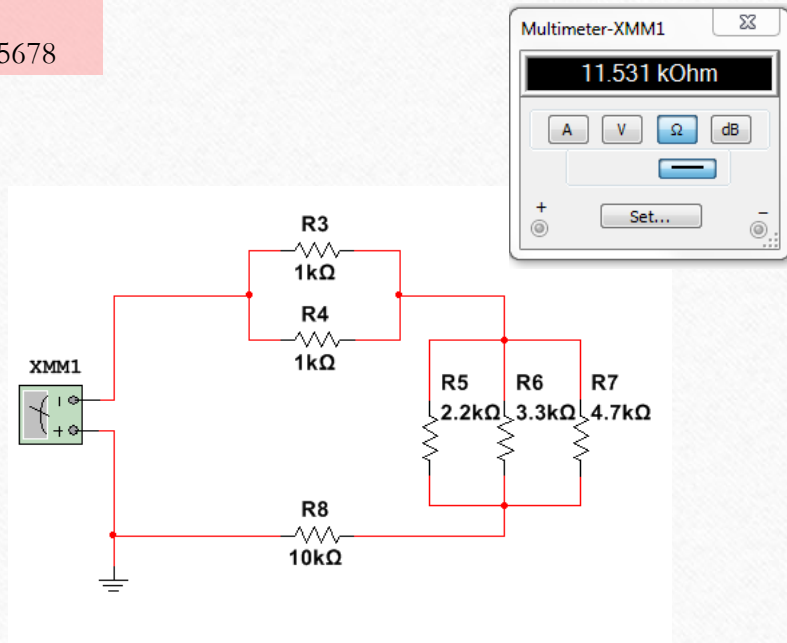 5678
Multimeter-XMM1
11.531 kOhm
A V Ω dB
+ –
Set...
R3
1kΩ
R4
1kΩ
XMM1
R5 R6 R7
2.2kΩ 3.3kΩ 4.7kΩ
R8
10kΩ